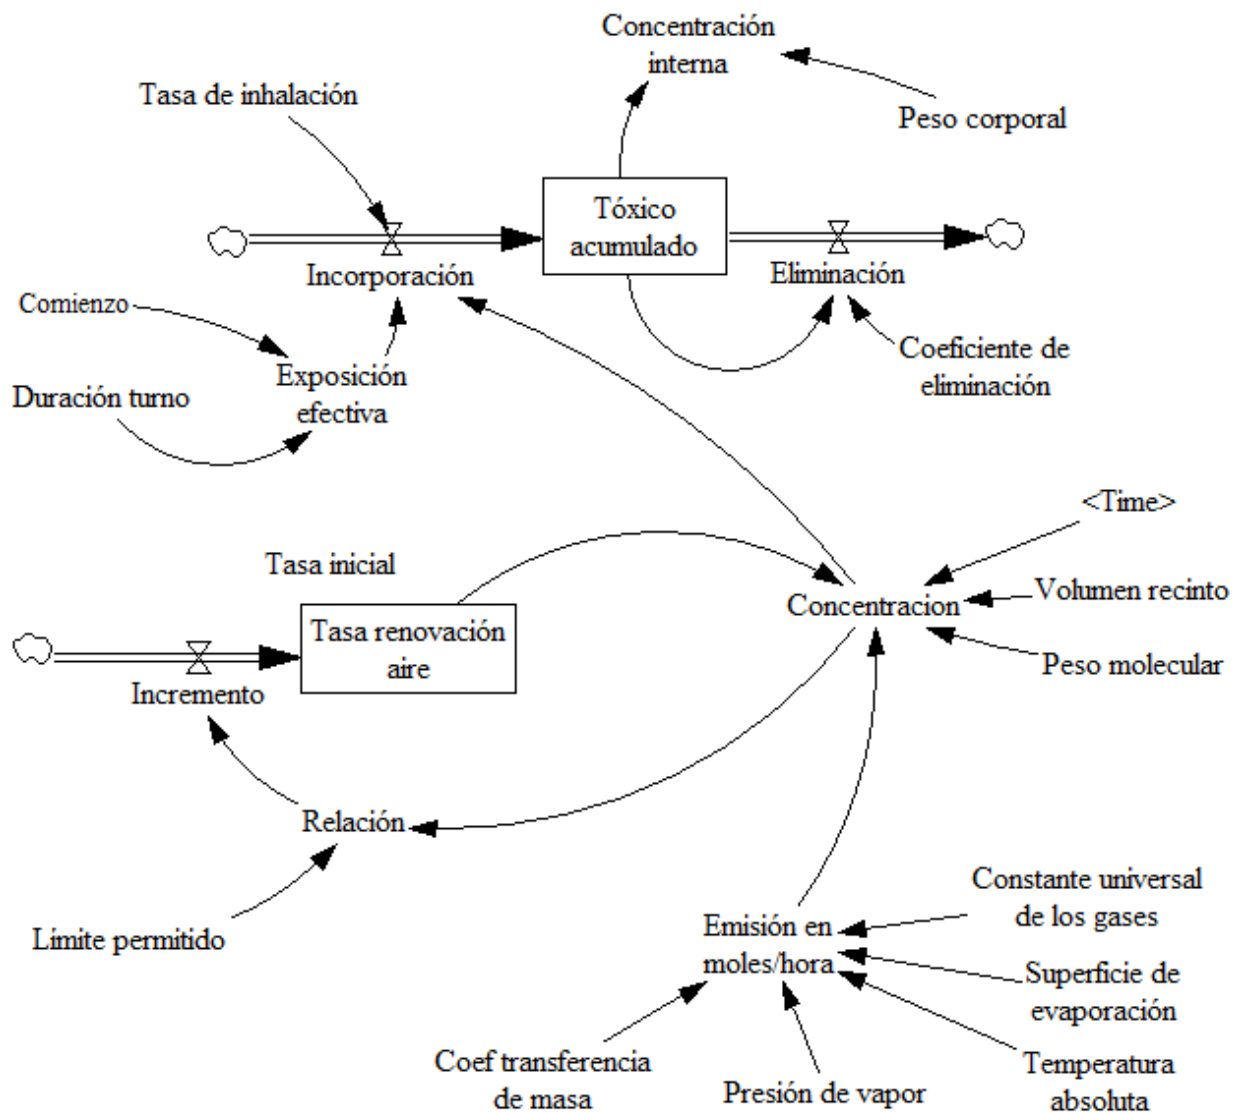 Concentración
interna
Tasa de inhalación
Peso corporal
Tóxico
acumulado
Incorporación
Eliminación
Comienzo
Exposición
efectiva
Coeficiente de
eliminación
Duración turno
<Time>
Tasa inicial
Volumen recinto
Concentracion
Tasa renovación
aire
Peso molecular
Incremento
Relación
Limite permitido
Constante universal
de los gases
Emisión en
moles/hora
Superficie de
evaporación
Coef transferencia
de masa
Presión de vapor
Temperatura
absoluta